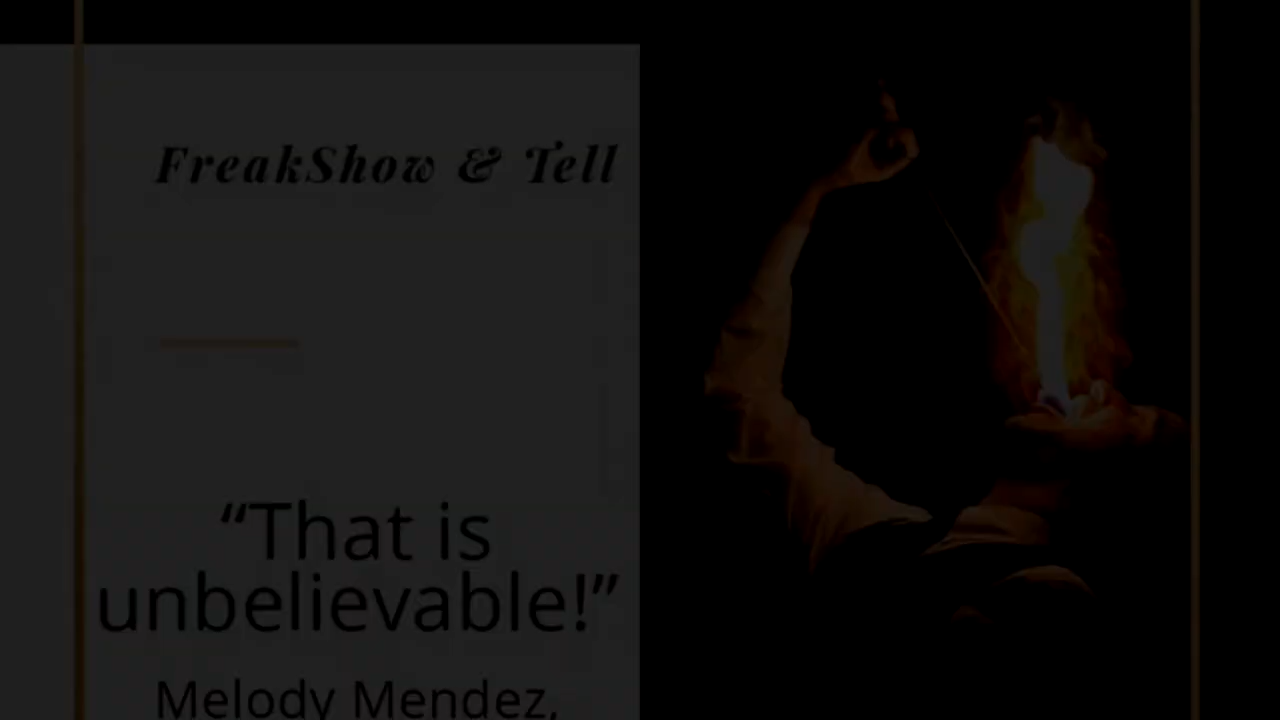 FreakShow & Tell
“That is
unbelievable!”
Melody Mendez,